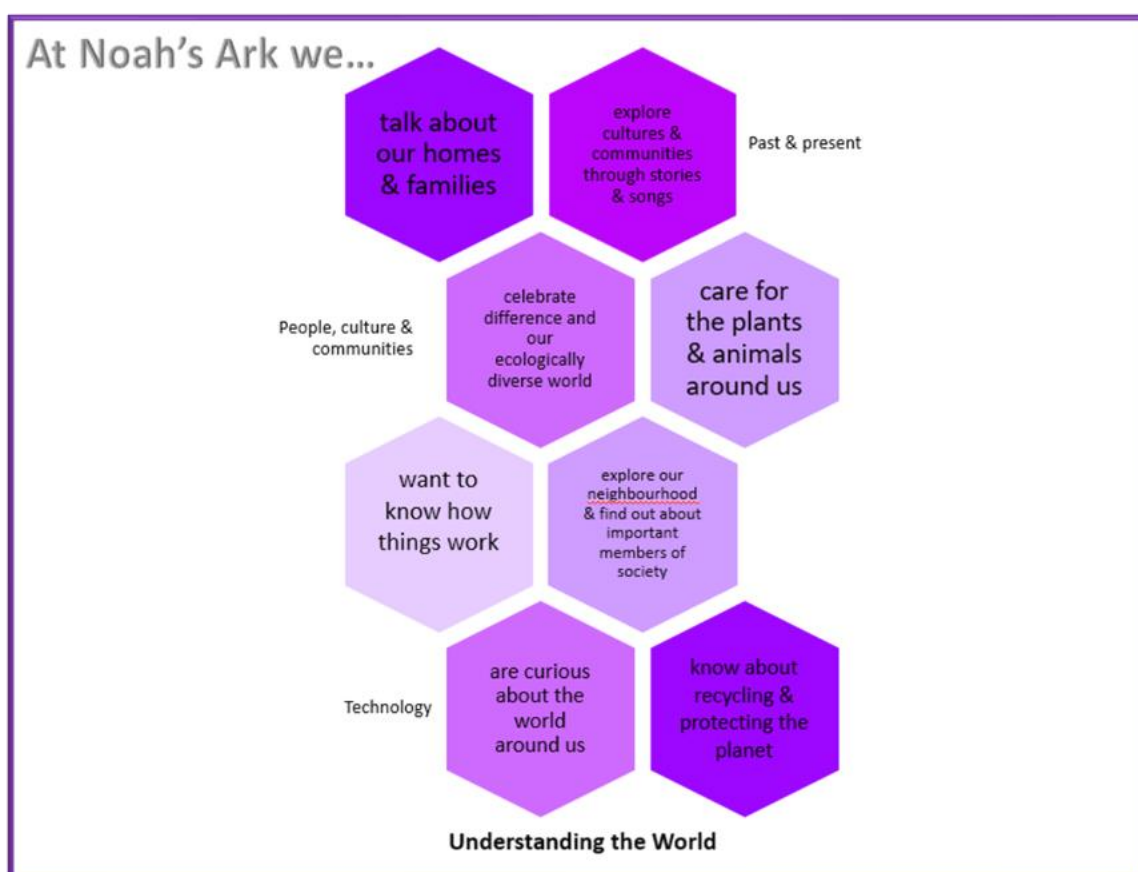 At Noah's Ark we...
talk about
our homes
& families
explore
cultures &
communities
through stories
& songs
Past & present
People, culture &
communities
celebrate
difference and
our
ecologically
diverse world
care for
the plants
& animals
around us
want to
know how
things work
explore our
neighbourhood
& find out about
important
members of
society
Technology
are curious
about the
world
around us
know about
recycling &
protecting the
planet
Understanding the World